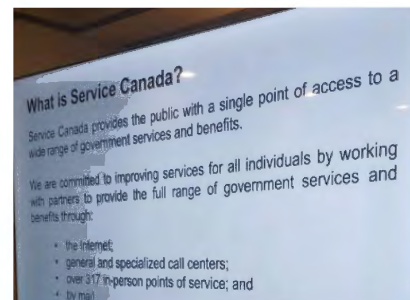 What is Service Canada?
Service Canada provides the public with a single point of access to a
wide range of government services and benefits.
We are committed to improving services for all individuals by working
with partners to provide the full range of government services and
benefits through:
• the Internet;
• general and specialized call centers;
• over 317 in-person points of service; and
• by mail